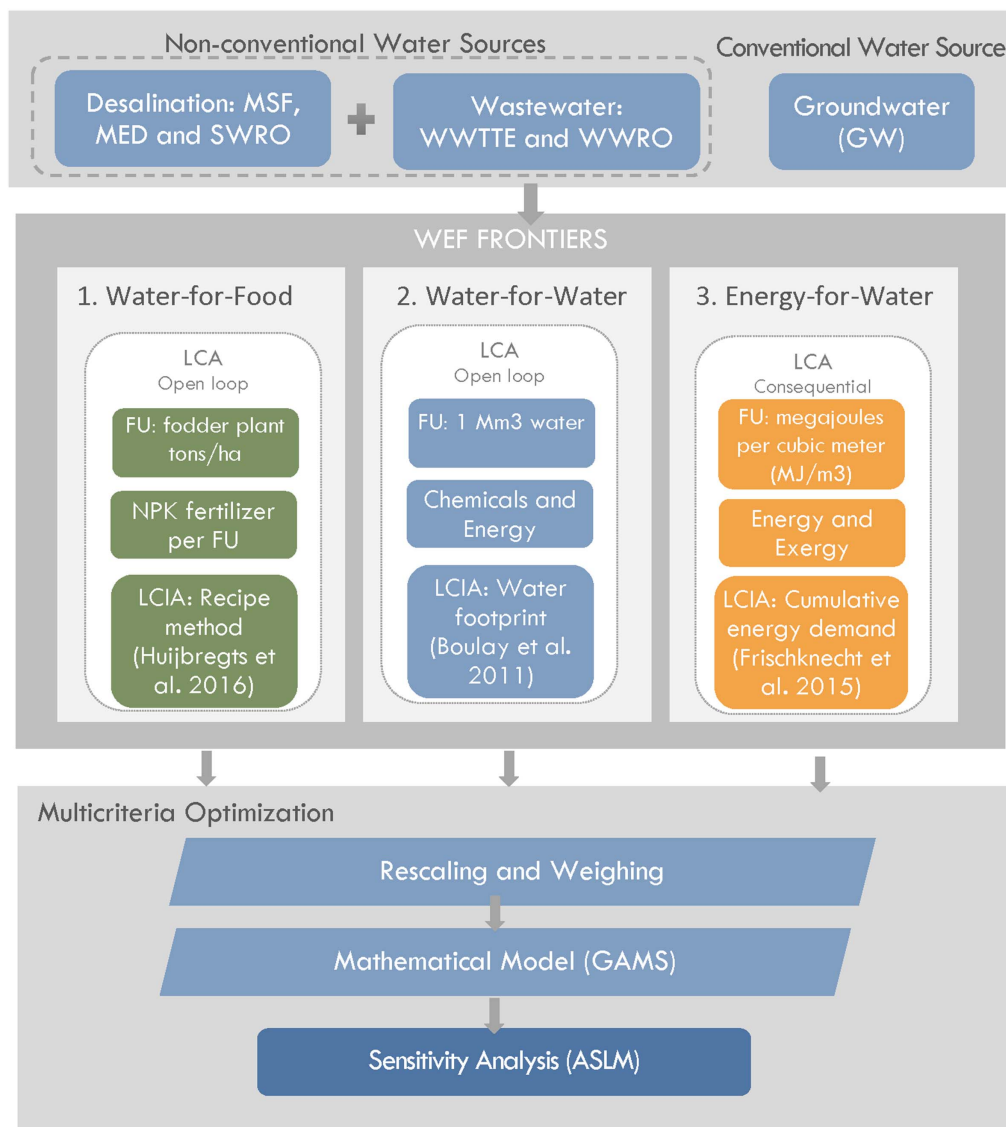 Non-conventional Water Sources
Conventional Water Source
Desalination: MSF,
MED and SWRO
Wastewater:
WWTTE and WWRO
Groundwater
(GW)
WEF FRONTIERS
1. Water-for-Food
LCA
Open loop
FU: fodder plant
tons/ha
NPK fertilizer
per FU
LCIA: Recipe
method
(Huijbregts et
al. 2016)
2. Water-for-Water
LCA
Open loop
FU: 1 Mm3 water
Chemicals and
Energy
LCIA: Water
footprint
(Boulay et al.
2011)
3. Energy-for-Water
LCA
Consequential
FU: megajoules
per cubic meter
(MJ/m3)
Energy and
Exergy
LCIA: Cumulative
energy demand
(Frischknecht et
al. 2015)
Multicriteria Optimization
Rescaling and Weighing
Mathematical Model (GAMS)
Sensitivity Analysis (ASLM)